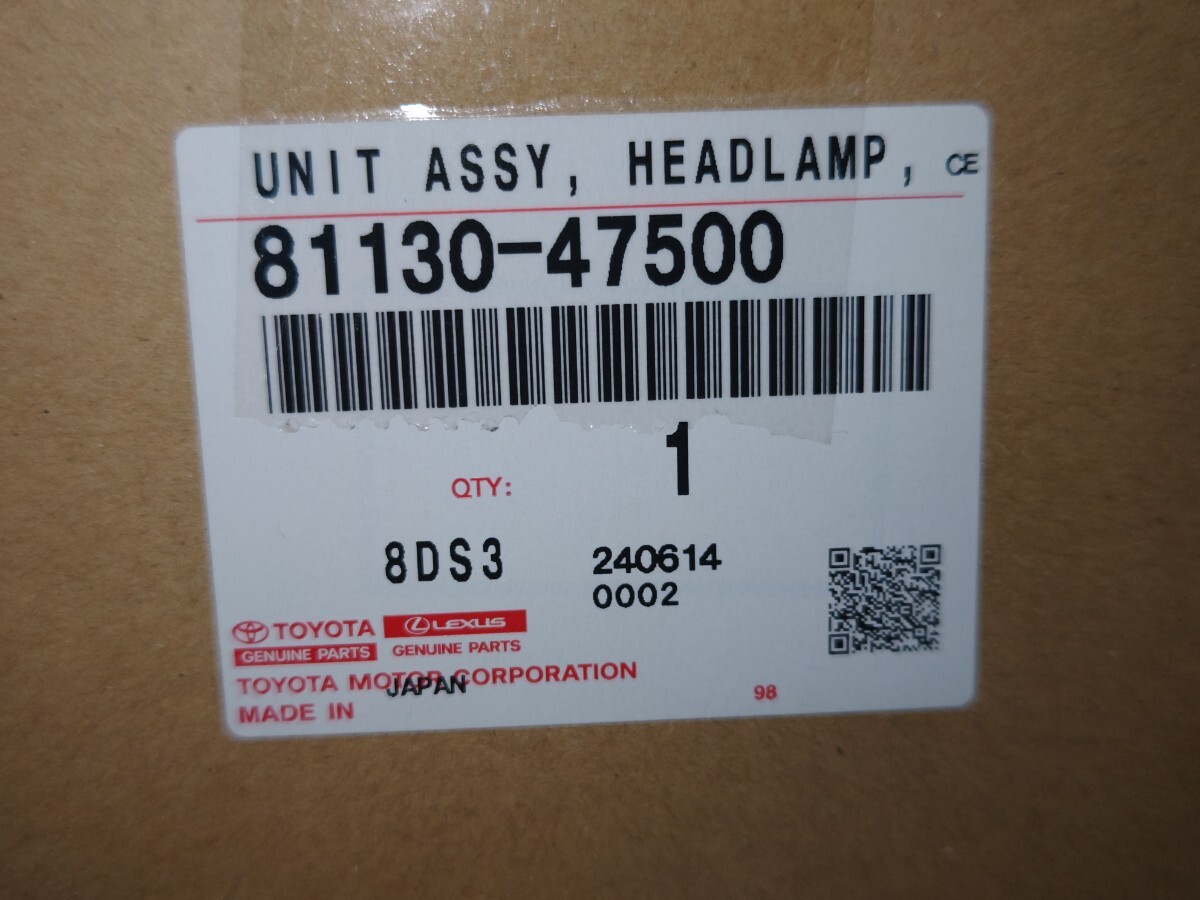 UNIT ASSY, HEADLAMP, CE
81130-47500
1
QTY:
8DS3 240614
0002
TOYOTA LEXUS
GENUINE PARTS GENUINE PARTS
TOYOTA MOTOR CORPORATION
JAPAN
MADE IN 98